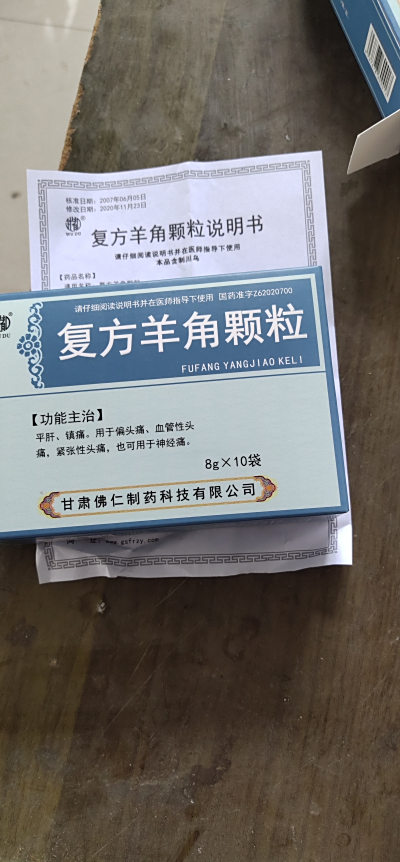 核准日期：2007年06月05日
修改日期：2020年11月23日
WU DU
复方羊角颗粒说明书
请仔细阅读说明书并在医师指导下使用
本品含制川乌
【药品名称】
请仔细阅读说明书并在医师指导下使用 国药准字Z62020700
复方羊角颗粒
FUFANG YANGJIAO KELI
【功能主治】
平肝、镇痛。用于偏头痛、血管性头
痛，紧张性头痛，也可用于神经痛。
8g×10袋
甘肃佛仁制药科技有限公司
网 址：www.gsfrzy.com